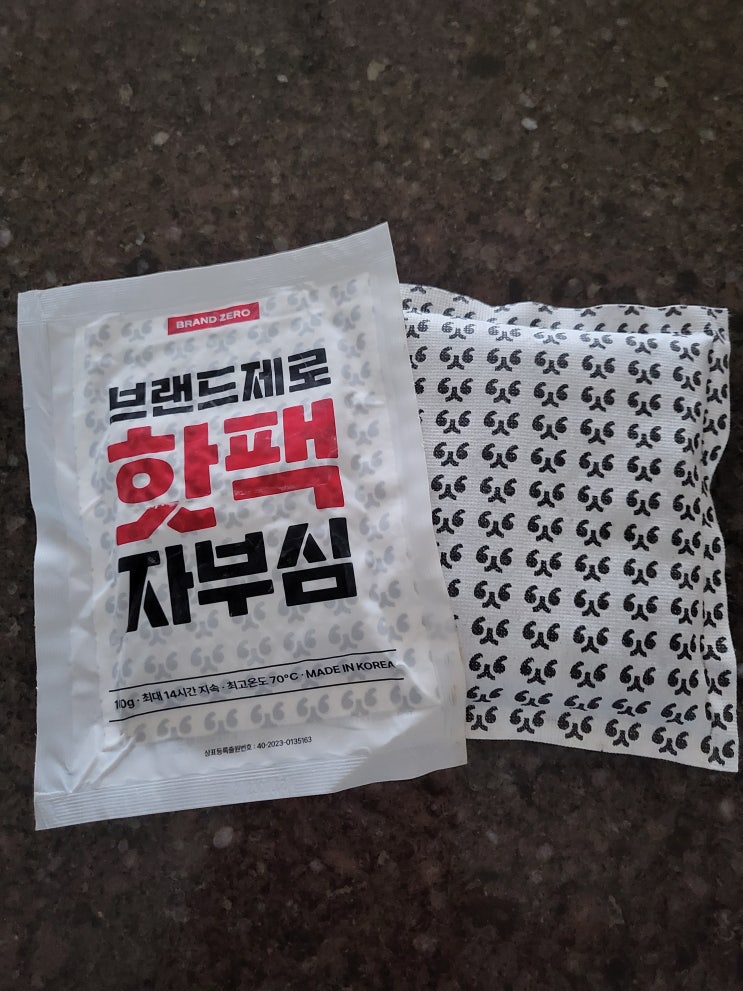 BRAND ZERO
브랜드제로
핫팩
자부심
최대 14시간 지속 · 최고온도 70°C · MADE IN KOREA
상표등록출원번호 : 40-2023-0135163